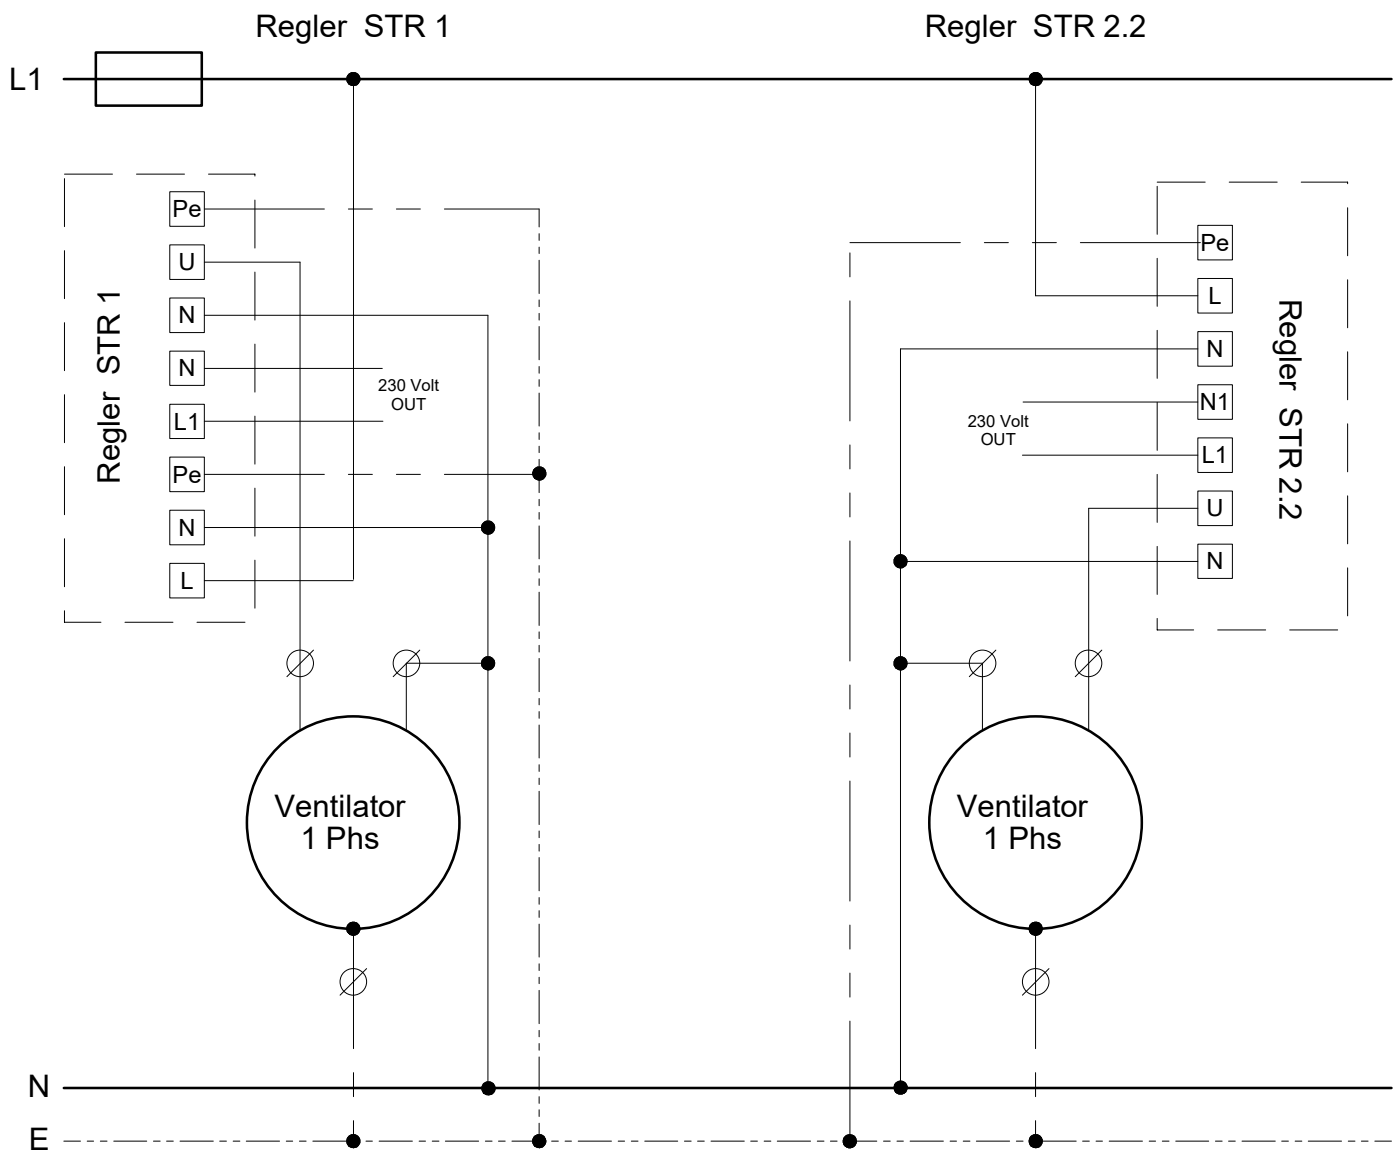 Regler STR 1
Regler STR 2.2
L1
Regler STR 1
Pe
U
N
N
L1
Pe
N
L
230 Volt
OUT
Pe
L
N
N1
L1
U
N
230 Volt
OUT
Regler STR 2.2
Ventilator
1 Phs
Ventilator
1 Phs
N
E